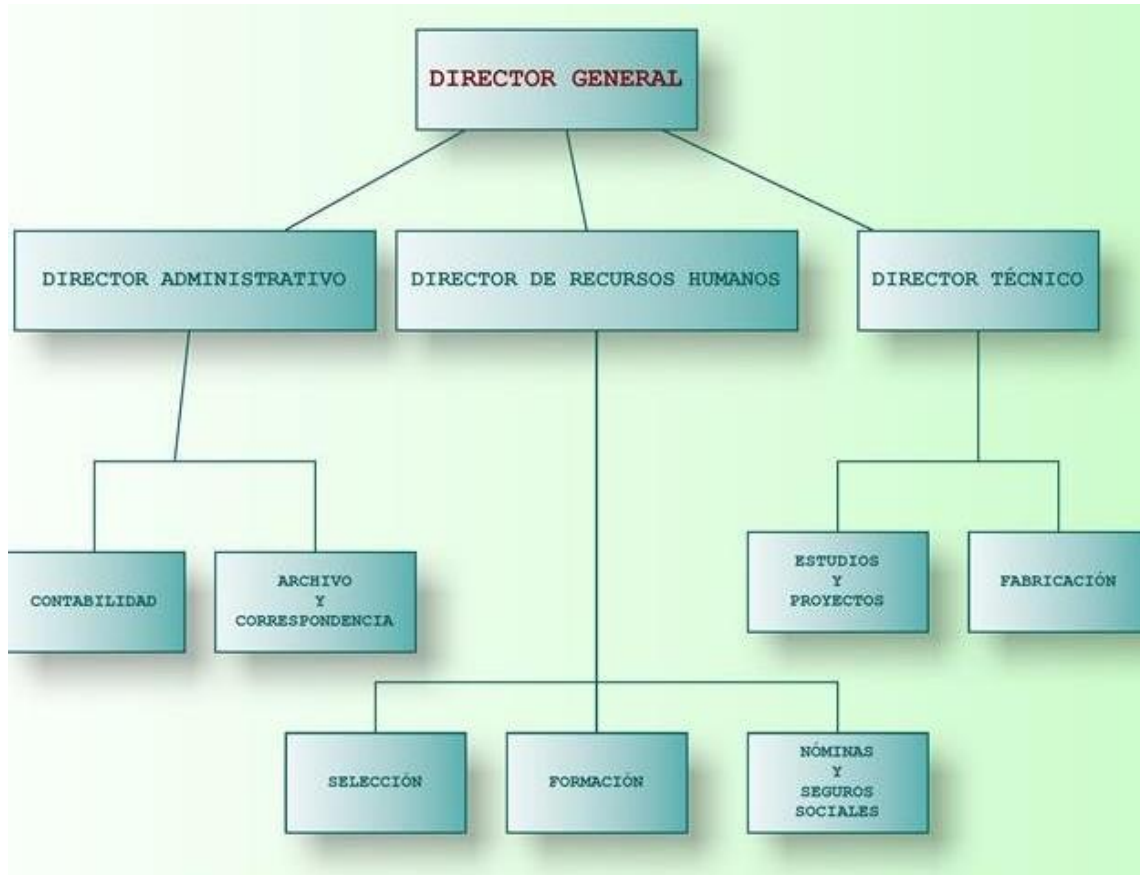 DIRECTOR GENERAL
DIRECTOR ADMINISTRATIVO
DIRECTOR DE RECURSOS HUMANOS
DIRECTOR TÉCNICO
CONTABILIDAD
ARCHIVO
Y
CORRESPONDENCIA
ESTUDIOS
Y
PROYECTOS
FABRICACIÓN
SELECCIÓN
FORMACIÓN
NÓMINAS
Y
SEGUROS
SOCIALES